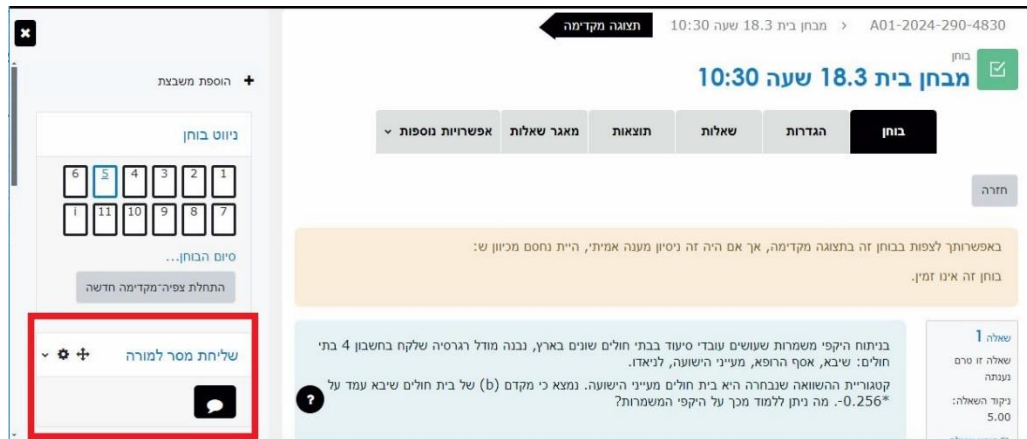 A01-2024-290-4830 > מבחן בית 18.3 שעה 10:30 תצוגה מקדימה
בוחן
מבחן בית 18.3 שעה 10:30
בוחן הגדרות שאלות תוצאות מאגר שאלות אפשרויות נוספות
חזרה
באפשרותך לצפות בבוחן זה בתצוגה מקדימה, אך אם היה זה ניסיון מענה אמיתי, היית נחסם מכיוון ש:
בוחן זה אינו זמין.
שאלה 1
שאלה זו טרם
נענתה
ניקוד השאלה:
5.00
בניתוח היקפי משמרות שעושים עובדי סיעוד בבתי חולים שונים בארץ, נבנה מודל רגרסיה שלקח בחשבון 4 בתי
חולים: שיבא, אסף הרופא, מעייני הישועה, לניאדו.
קטגוריית ההשוואה שנבחרה היא בית חולים מעייני הישועה. נמצא כי מקדם (b) של בית חולים שיבא עמד על
-0.256*. מה ניתן ללמוד מכך על היקפי המשמרות?
?
הוספת משבצת
ניווט בוחן
1 2 3 4 5 6
7 8 9 10 11 i
סיום הבוחן...
התחלת צפיה־מקדימה חדשה
שליחת מסר למורה